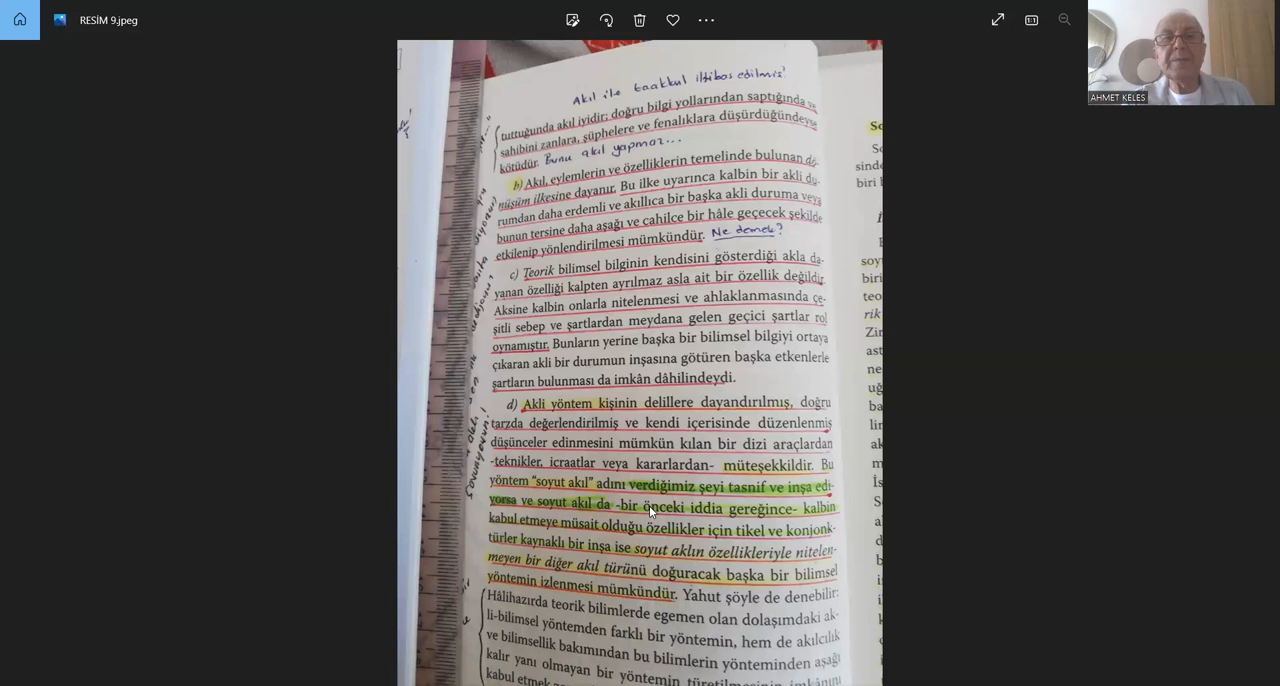 RESİM 9.jpeg
AHMET KELES
Akıl ile taakkul iltibas edilmiş!
tuttuğunda akıl iyidir; doğru bilgi yollarından saptığında ve
sahibini zanlara, şüphelere ve fenalıklara düşürdüğündeyse
kötüdür. Bunu akıl yapmaz...
b) Akıl, eylemlerin ve özelliklerin temelinde bulunan dö-
nüşüm ilkesine dayanır. Bu ilke uyarınca kalbin bir akli du-
rumdan daha erdemli ve akıllıca bir başka akli duruma veya
bunun tersine daha aşağı ve cahilce bir hâle geçecek şekilde
etkilenip yönlendirilmesi mümkündür. Ne demek?
c) Teorik bilimsel bilginin kendisini gösterdiği akla da-
yanan özelliği kalpten ayrılmaz asla ait bir özellik değildir.
Aksine kalbin onlarla nitelenmesi ve ahlaklanmasında çe-
şitli sebep ve şartlardan meydana gelen geçici şartlar rol
oynamıştır. Bunların yerine başka bir bilimsel bilgiyi ortaya
çıkaran akli bir durumun inşasına götüren başka etkenlerle
şartların bulunması da imkân dâhilindeydi.
d) Akli yöntem kişinin delillere dayandırılmış, doğru
tarzda değerlendirilmiş ve kendi içerisinde düzenlenmiş
düşünceler edinmesini mümkün kılan bir dizi araçlardan
-teknikler, icraatlar veya kararlardan- müteşekkildir. Bu
yöntem "soyut akıl" adını verdiğimiz şeyi tasnif ve inşa edi-
yorsa ve soyut akıl da -bir önceki iddia gereğince- kalbin
kabul etmeye müsait olduğu özellikler için tikel ve konjonk-
türler kaynaklı bir inşa ise soyut aklın özellikleriyle nitelen-
meyen bir diğer akıl türünü doğuracak başka bir bilimsel
yöntemin izlenmesi mümkündür. Yahut şöyle de denebilir:
Hâlihazırda teorik bilimlerde egemen olan dolaşımdaki ak-
li-bilimsel yöntemden farklı bir yöntemin, hem de akılcılık
ve bilimsellik bakımından bu bilimlerin yönteminden aşağı
kalır yanı olmayan bir yöntemin türetilmesinin imkânını
kabul etmek